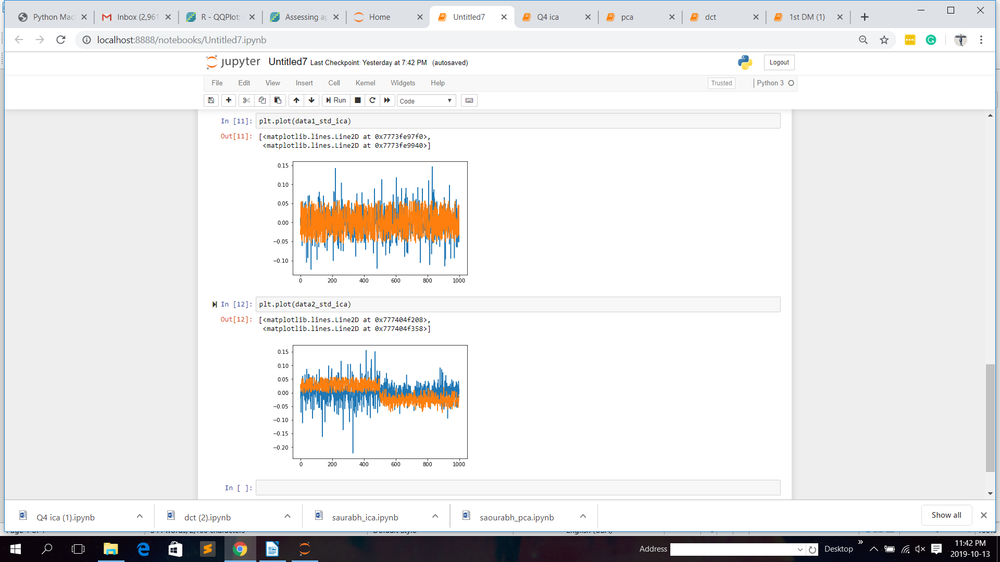 Python Mac
Inbox (2,961
R - QQPlot:
Assessing ap
Home
Untitled7
Q4 ica
pca
dct
1st DM (1)
localhost:8888/notebooks/Untitled7.ipynb
jupyter Untitled7 Last Checkpoint: Yesterday at 7:42 PM (autosaved)
Logout
File Edit View Insert Cell Kernel Widgets Help
Trusted
Python 3
Run
Code
In [11]: plt.plot(data1_std_ica)
Out[11]: [<matplotlib.lines.Line2D at 0x7773fe97f0>,
<matplotlib.lines.Line2D at 0x7773fe9940>]
0.15
0.10
0.05
0.00
−0.05
−0.10
0 200 400 600 800 1000
In [12]: plt.plot(data2_std_ica)
Out[12]: [<matplotlib.lines.Line2D at 0x777404f208>,
<matplotlib.lines.Line2D at 0x777404f358>]
0.15
0.10
0.05
0.00
−0.05
−0.10
−0.15
−0.20
0 200 400 600 800 1000
In [ ]:
Q4 ica (1).ipynb
dct (2).ipynb
saurabh_ica.ipynb
saourabh_pca.ipynb
Show all
Address
Desktop
11:42 PM
2019-10-13